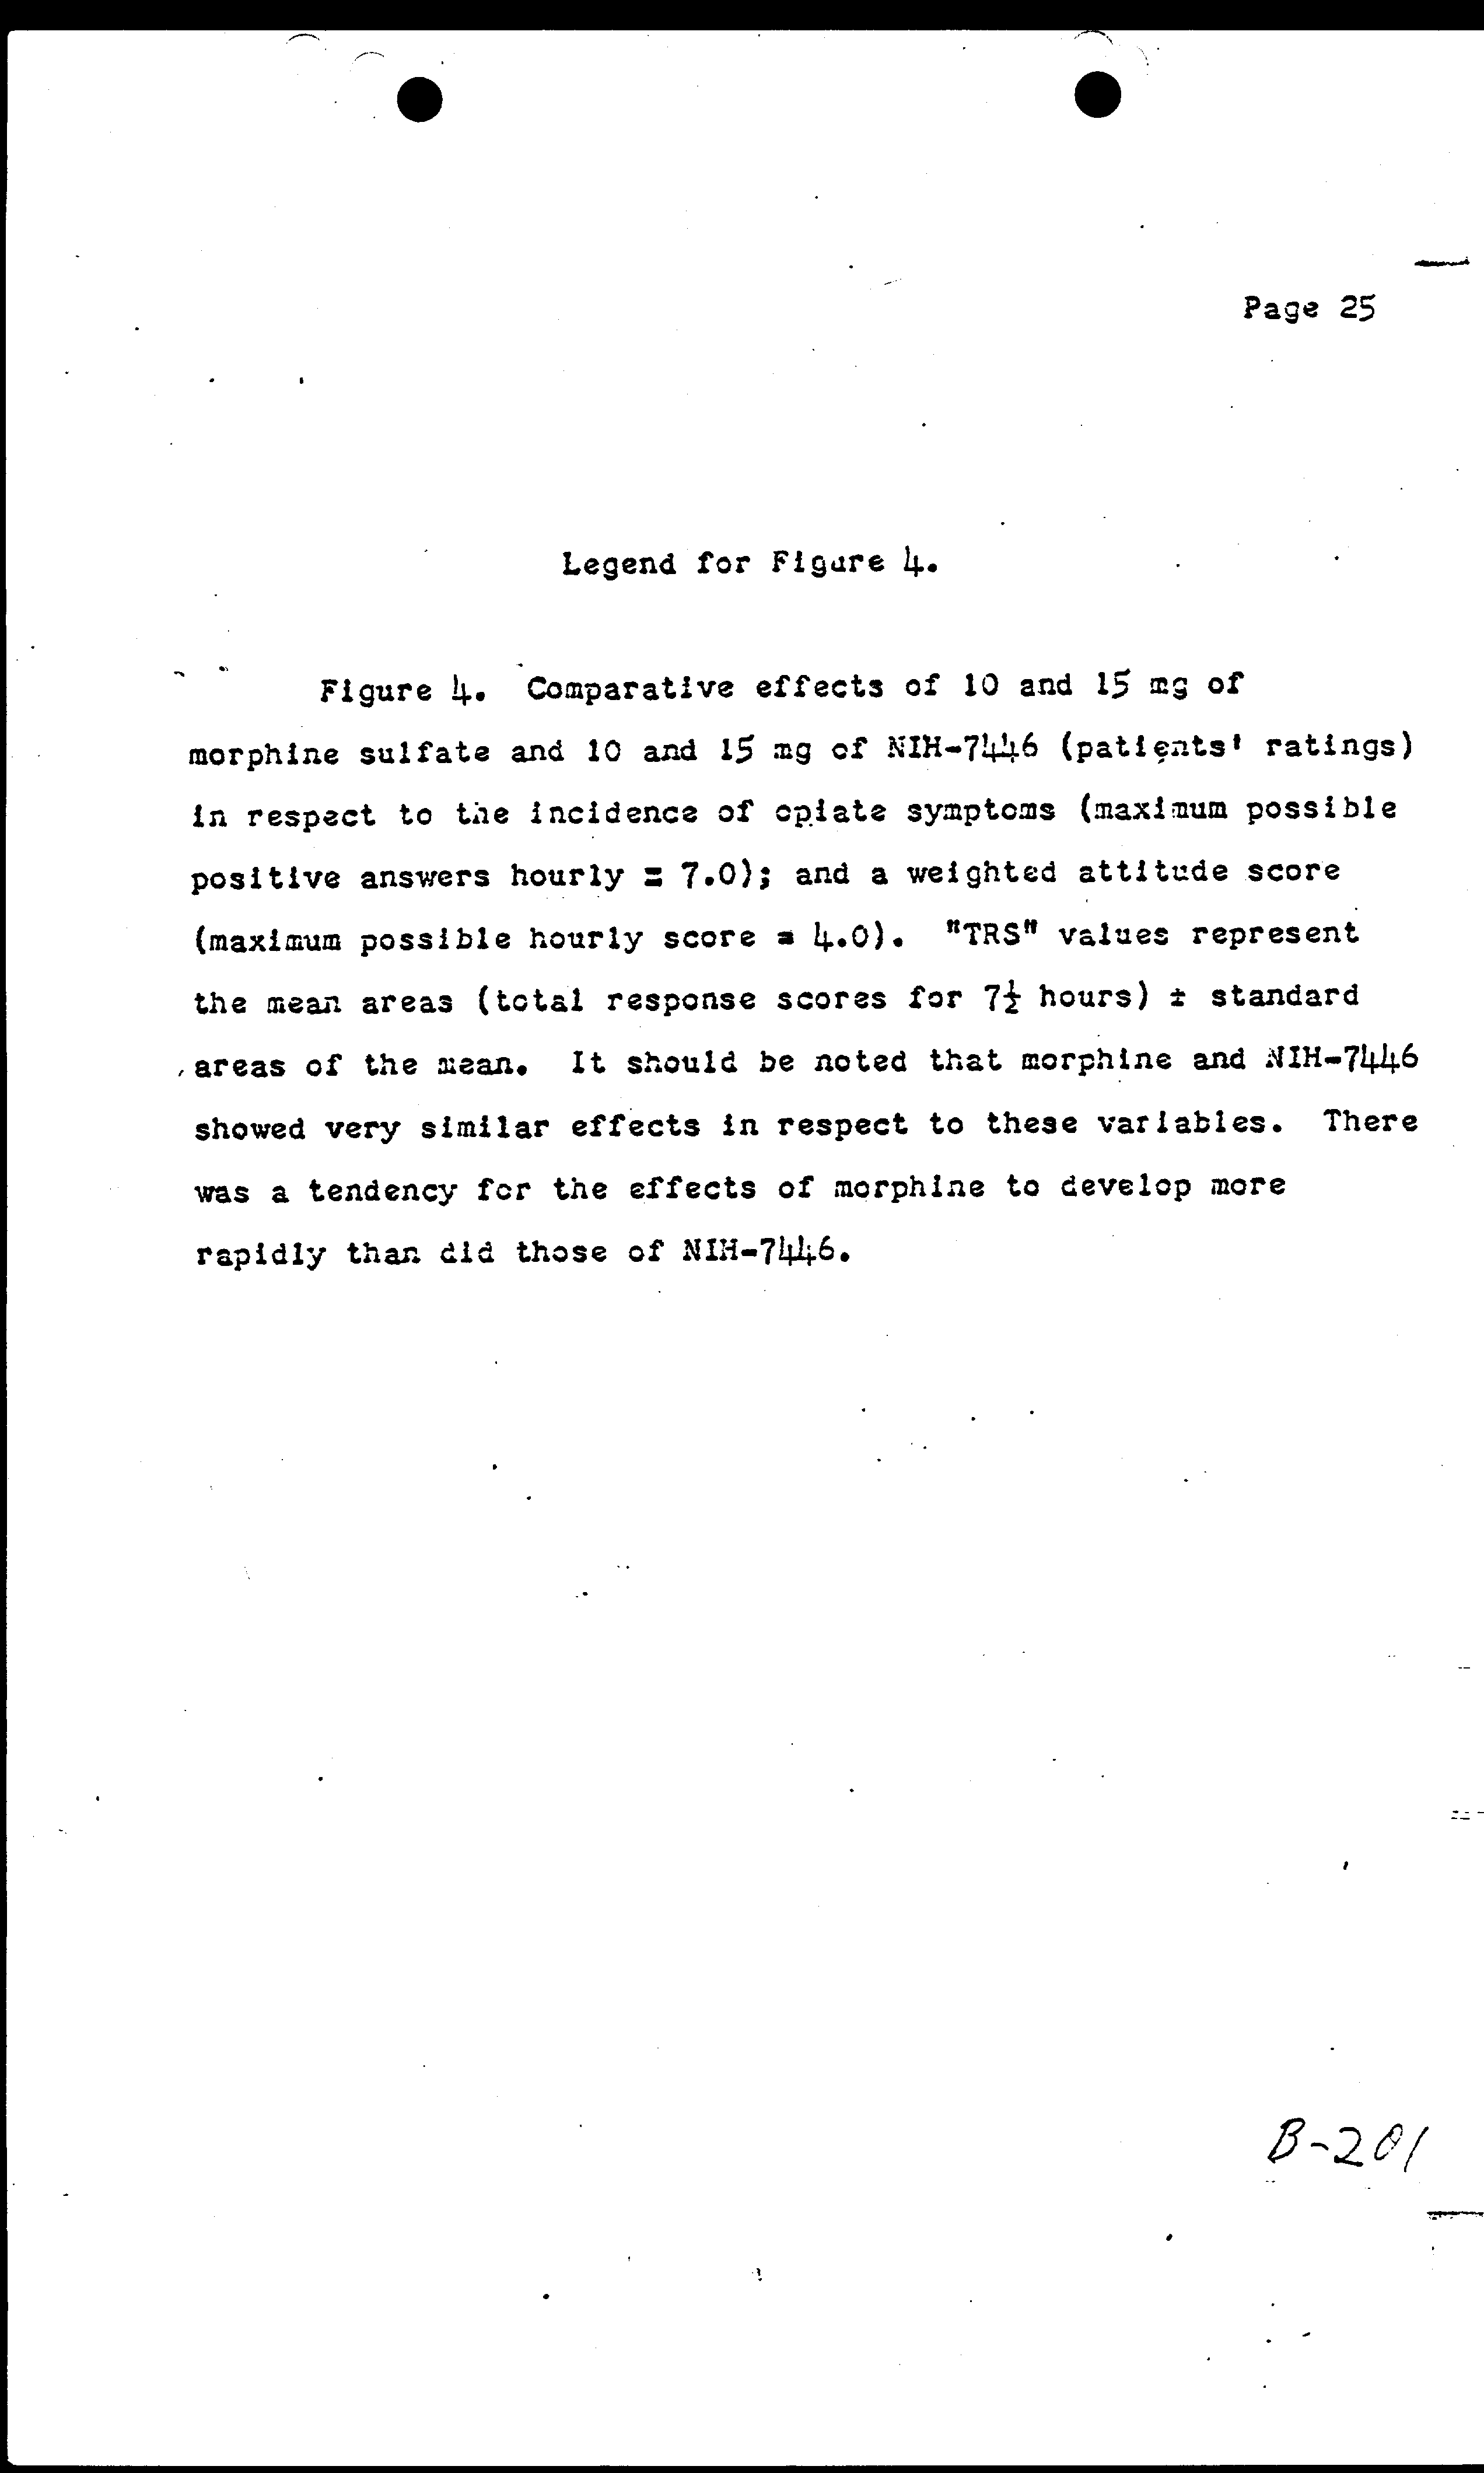 Page 25
Legend for Figure 4.
Figure 4. Comparative effects of 10 and 15 mg of
morphine sulfate and 10 and 15 mg of NIH-7446 (patients' ratings)
in respect to the incidence of opiate symptoms (maximum possible
positive answers hourly = 7.0); and a weighted attitude score
(maximum possible hourly score = 4.0). "TRS" values represent
the mean areas (total response scores for 7½ hours) ± standard
areas of the mean. It should be noted that morphine and NIH-7446
showed very similar effects in respect to these variables. There
was a tendency for the effects of morphine to develop more
rapidly than did those of NIH-7446.
B-201